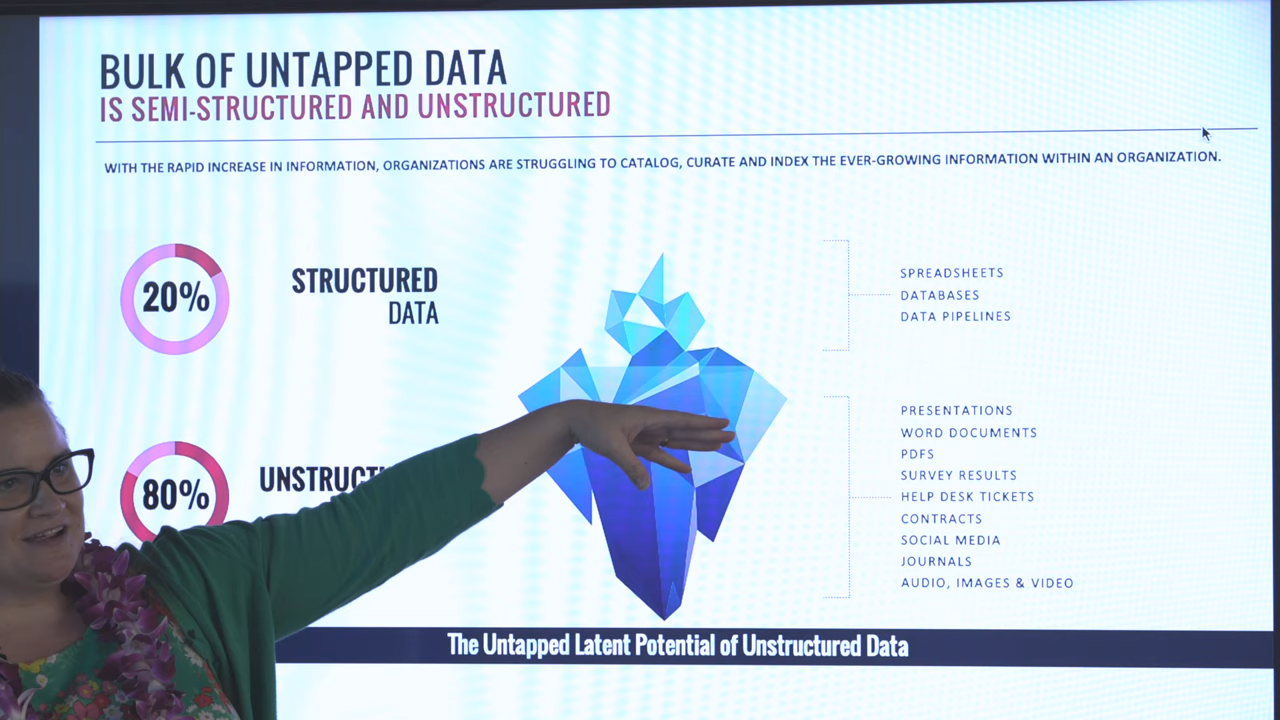 BULK OF UNTAPPED DATA
IS SEMI-STRUCTURED AND UNSTRUCTURED
WITH THE RAPID INCREASE IN INFORMATION, ORGANIZATIONS ARE STRUGGLING TO CATALOG, CURATE AND INDEX THE EVER-GROWING INFORMATION WITHIN AN ORGANIZATION.
20%
STRUCTURED
DATA
SPREADSHEETS
DATABASES
DATA PIPELINES
80%
PRESENTATIONS
WORD DOCUMENTS
PDFS
SURVEY RESULTS
HELP DESK TICKETS
CONTRACTS
SOCIAL MEDIA
JOURNALS
AUDIO, IMAGES & VIDEO
The Untapped Latent Potential of Unstructured Data